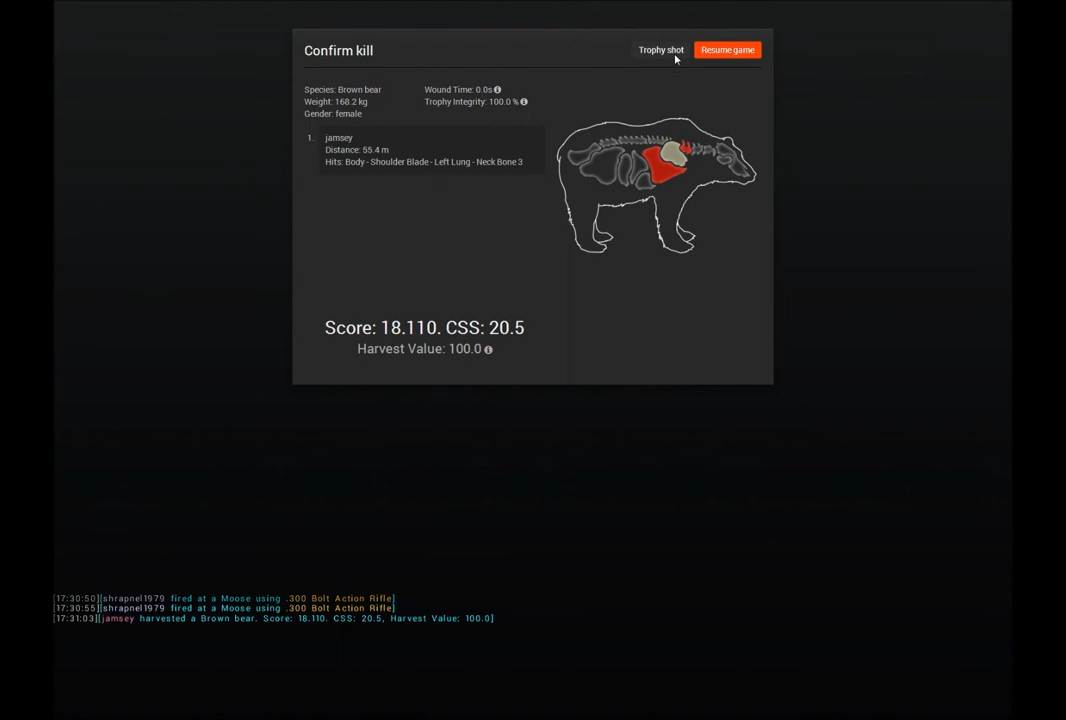 Confirm kill
Trophy shot
Resume game
Species: Brown bear
Wound Time: 0.0s
Weight: 168.2 kg
Trophy Integrity: 100.0 %
Gender: female
1.
jamsey
Distance: 55.4 m
Hits: Body - Shoulder Blade - Left Lung - Neck Bone 3
Score: 18.110. CSS: 20.5
Harvest Value: 100.0
[17:30:50][shrapnel1979 fired at a Moose using .300 Bolt Action Rifle]
[17:30:55][shrapnel1979 fired at a Moose using .300 Bolt Action Rifle]
[17:31:03][jamsey harvested a Brown bear. Score: 18.110. CSS: 20.5, Harvest Value: 100.0]